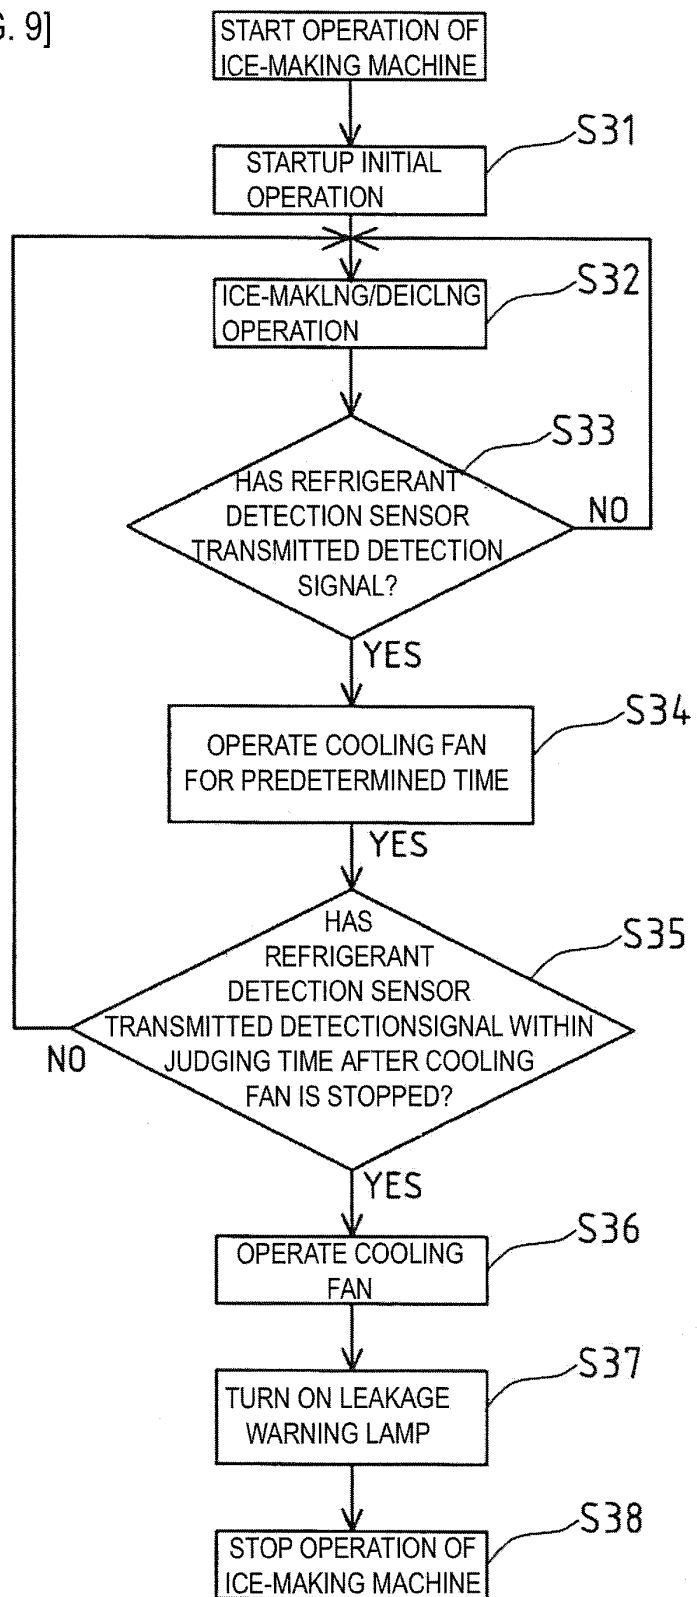 G. 9]
START OPERATION OF
ICE-MAKING MACHINE
S31
STARTUP INITIAL
OPERATION
S32
ICE-MAKLNG/DEICLNG
OPERATION
S33
HAS REFRIGERANT
DETECTION SENSOR
TRANSMITTED DETECTION
SIGNAL?
NO
YES
S34
OPERATE COOLING FAN
FOR PREDETERMINED TIME
YES
S35
HAS
REFRIGERANT
DETECTION SENSOR
TRANSMITTED DETECTIONSIGNAL WITHIN
JUDGING TIME AFTER COOLING
FAN IS STOPPED?
NO
YES
S36
OPERATE COOLING
FAN
S37
TURN ON LEAKAGE
WARNING LAMP
S38
STOP OPERATION OF
ICE-MAKING MACHINE